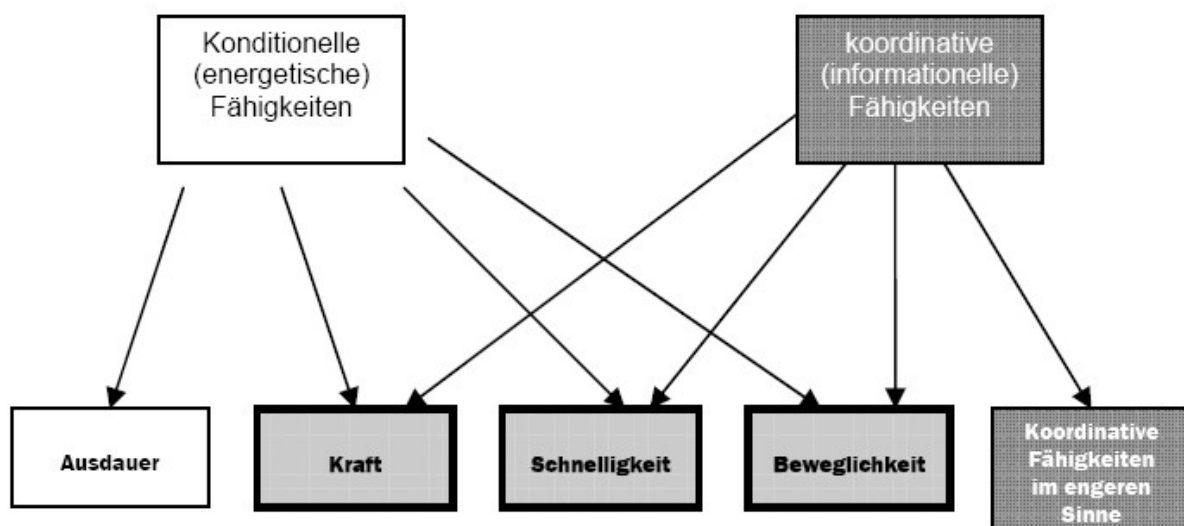 Konditionelle
(energetische)
Fähigkeiten
koordinative
(informationelle)
Fähigkeiten
Ausdauer
Kraft
Schnelligkeit
Beweglichkeit
Koordinative
Fähigkeiten
im engeren
Sinne